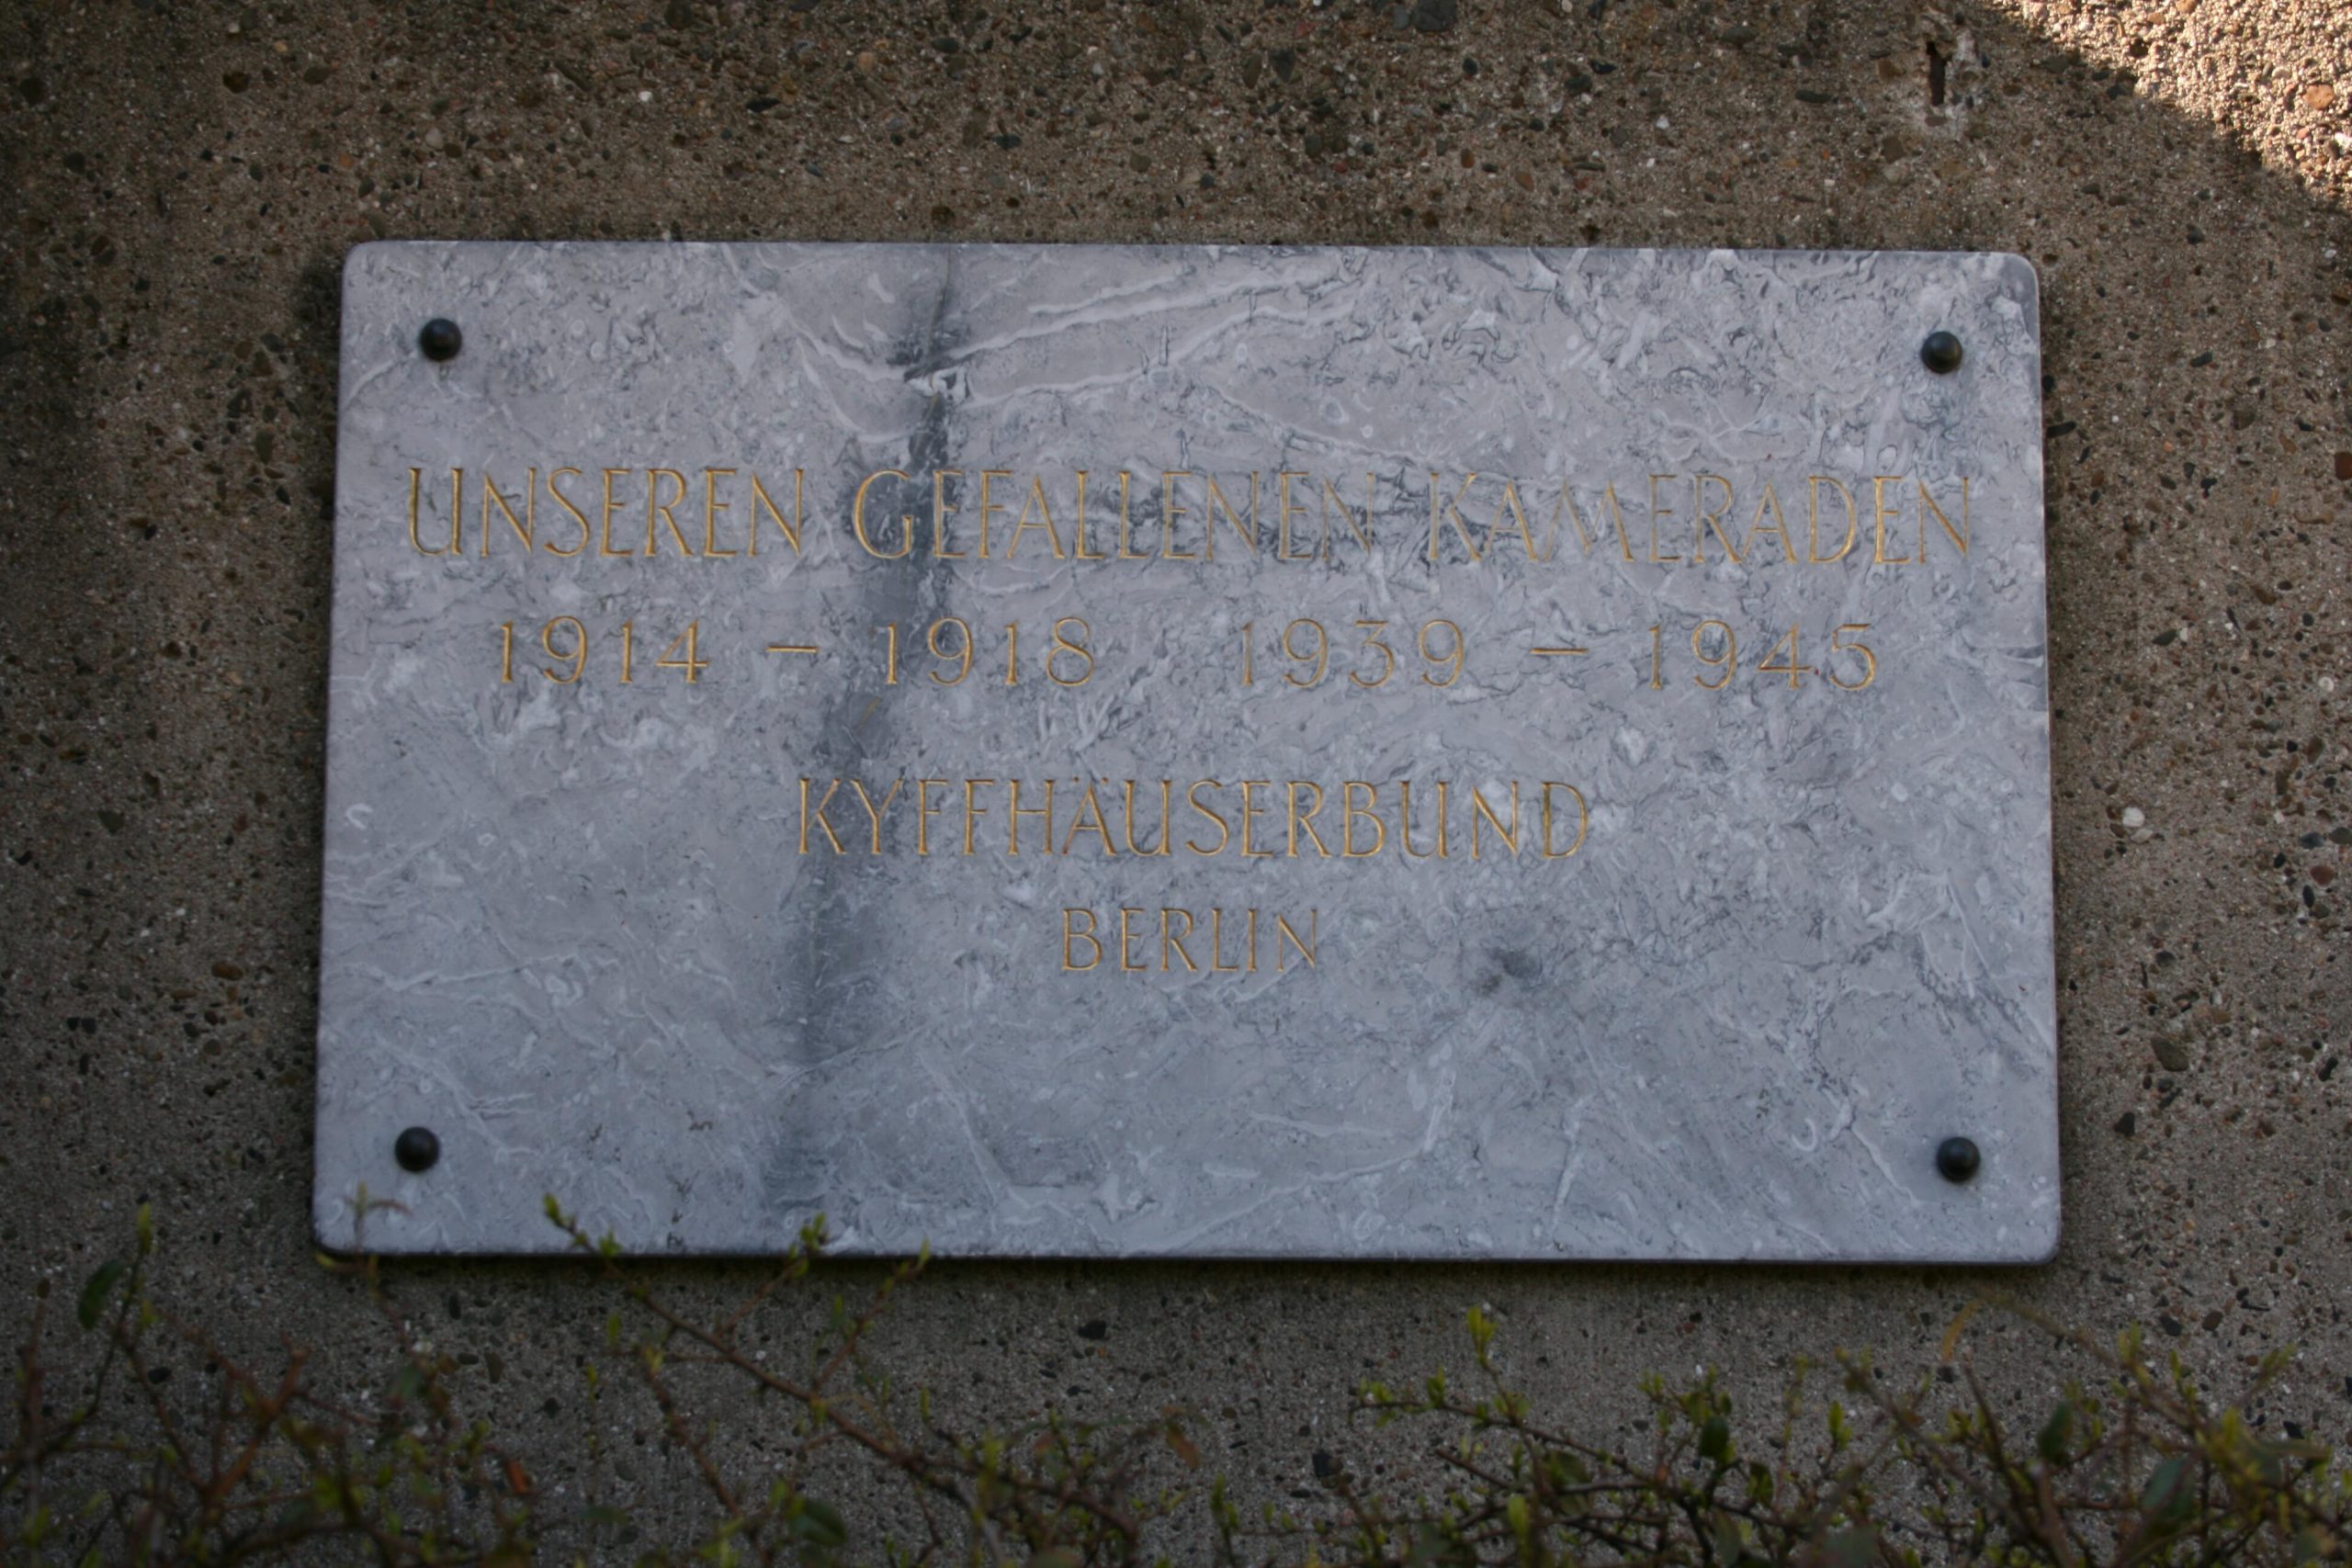 UNSEREN GEFALLENEN KAMERADEN
1914 – 1918 1939 – 1945
KYFFHÄUSERBUND
BERLIN